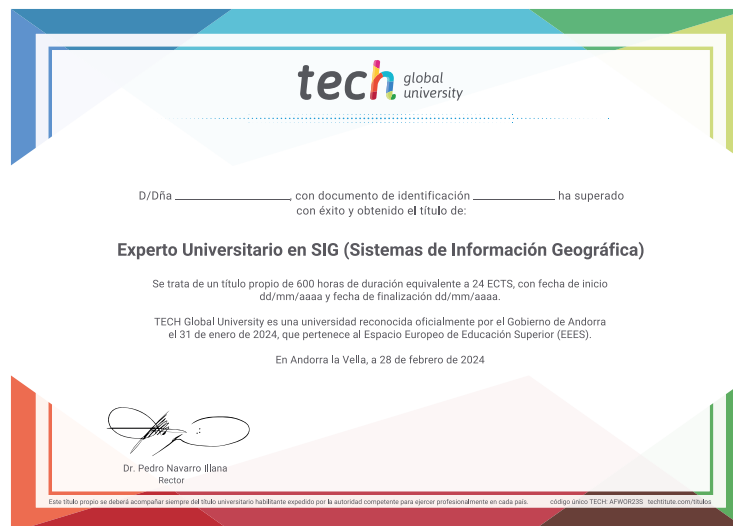 tech global
university
D/Dña ____________, con documento de identificación ____________ ha superado
con éxito y obtenido el título de:
Experto Universitario en SIG (Sistemas de Información Geográfica)
Se trata de un título propio de 600 horas de duración equivalente a 24 ECTS, con fecha de inicio
dd/mm/aaaa y fecha de finalización dd/mm/aaaa.
TECH Global University es una universidad reconocida oficialmente por el Gobierno de Andorra
el 31 de enero de 2024, que pertenece al Espacio Europeo de Educación Superior (EEES).
En Andorra la Vella, a 28 de febrero de 2024
Dr. Pedro Navarro Illana
Rector
Este título propio se deberá acompañar siempre del título universitario habilitante expedido por la autoridad competente para ejercer profesionalmente en cada país. código único TECH: AFWOR23S techtitute.com/titulos